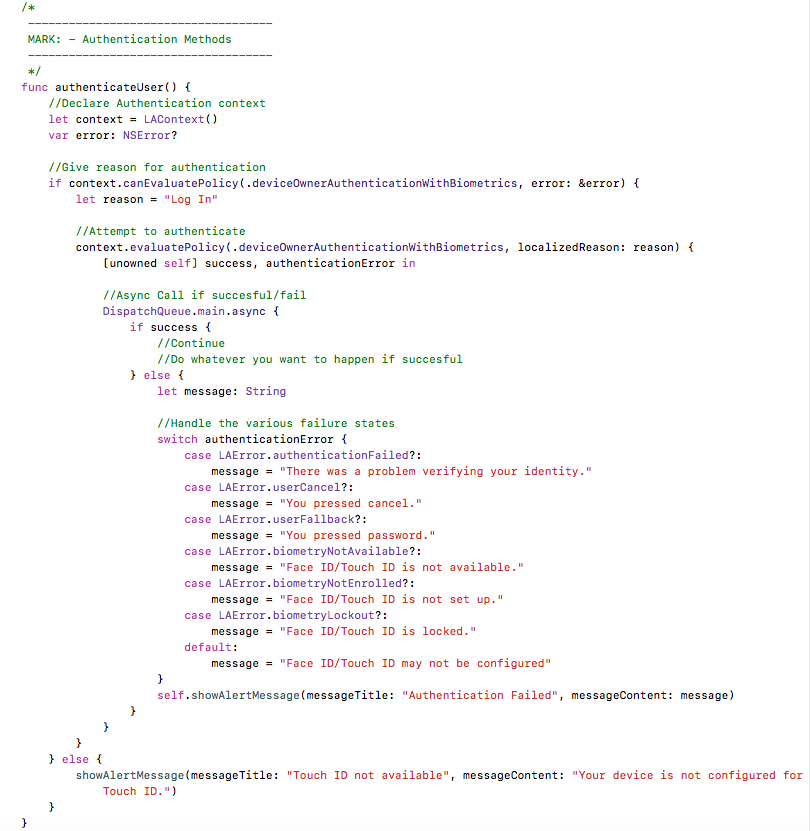 /*
------------------------------------
MARK: - Authentication Methods
------------------------------------
*/
func authenticateUser() {
//Declare Authentication context
let context = LAContext()
var error: NSError?
//Give reason for authentication
if context.canEvaluatePolicy(.deviceOwnerAuthenticationWithBiometrics, error: &error) {
let reason = "Log In"
//Attempt to authenticate
context.evaluatePolicy(.deviceOwnerAuthenticationWithBiometrics, localizedReason: reason) {
[unowned self] success, authenticationError in
//Async Call if succesful/fail
DispatchQueue.main.async {
if success {
//Continue
//Do whatever you want to happen if succesful
} else {
let message: String
//Handle the various failure states
switch authenticationError {
case LAError.authenticationFailed?:
message = "There was a problem verifying your identity."
case LAError.userCancel?:
message = "You pressed cancel."
case LAError.userFallback?:
message = "You pressed password."
case LAError.biometryNotAvailable?:
message = "Face ID/Touch ID is not available."
case LAError.biometryNotEnrolled?:
message = "Face ID/Touch ID is not set up."
case LAError.biometryLockout?:
message = "Face ID/Touch ID is locked."
default:
message = "Face ID/Touch ID may not be configured"
}
self.showAlertMessage(messageTitle: "Authentication Failed", messageContent: message)
}
}
}
} else {
showAlertMessage(messageTitle: "Touch ID not available", messageContent: "Your device is not configured for
Touch ID.")
}
}